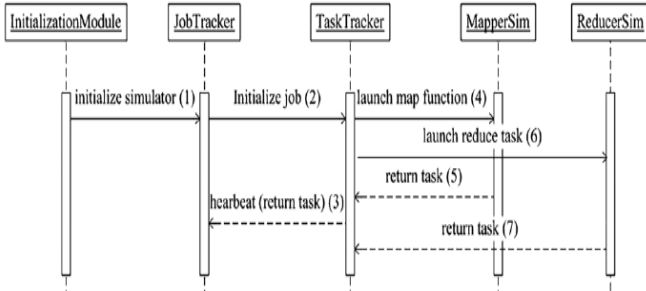 InitializationModule
JobTracker
TaskTracker
MapperSim
ReducerSim
initialize simulator (1)
Initialize job (2)
launch map function (4)
launch reduce task (6)
return task (5)
hearbeat (return task) (3)
return task (7)